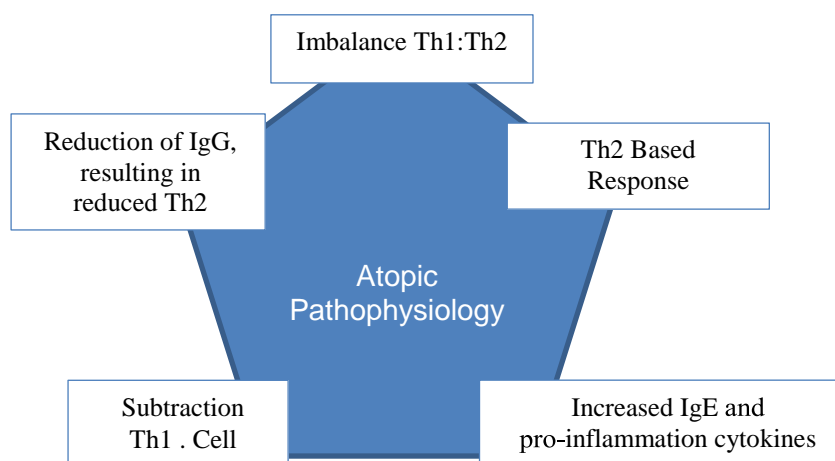 Imbalance Th1:Th2
Reduction of IgG,
resulting in
reduced Th2
Th2 Based
Response
Atopic
Pathophysiology
Subtraction
Th1 . Cell
Increased IgE and
pro-inflammation cytokines